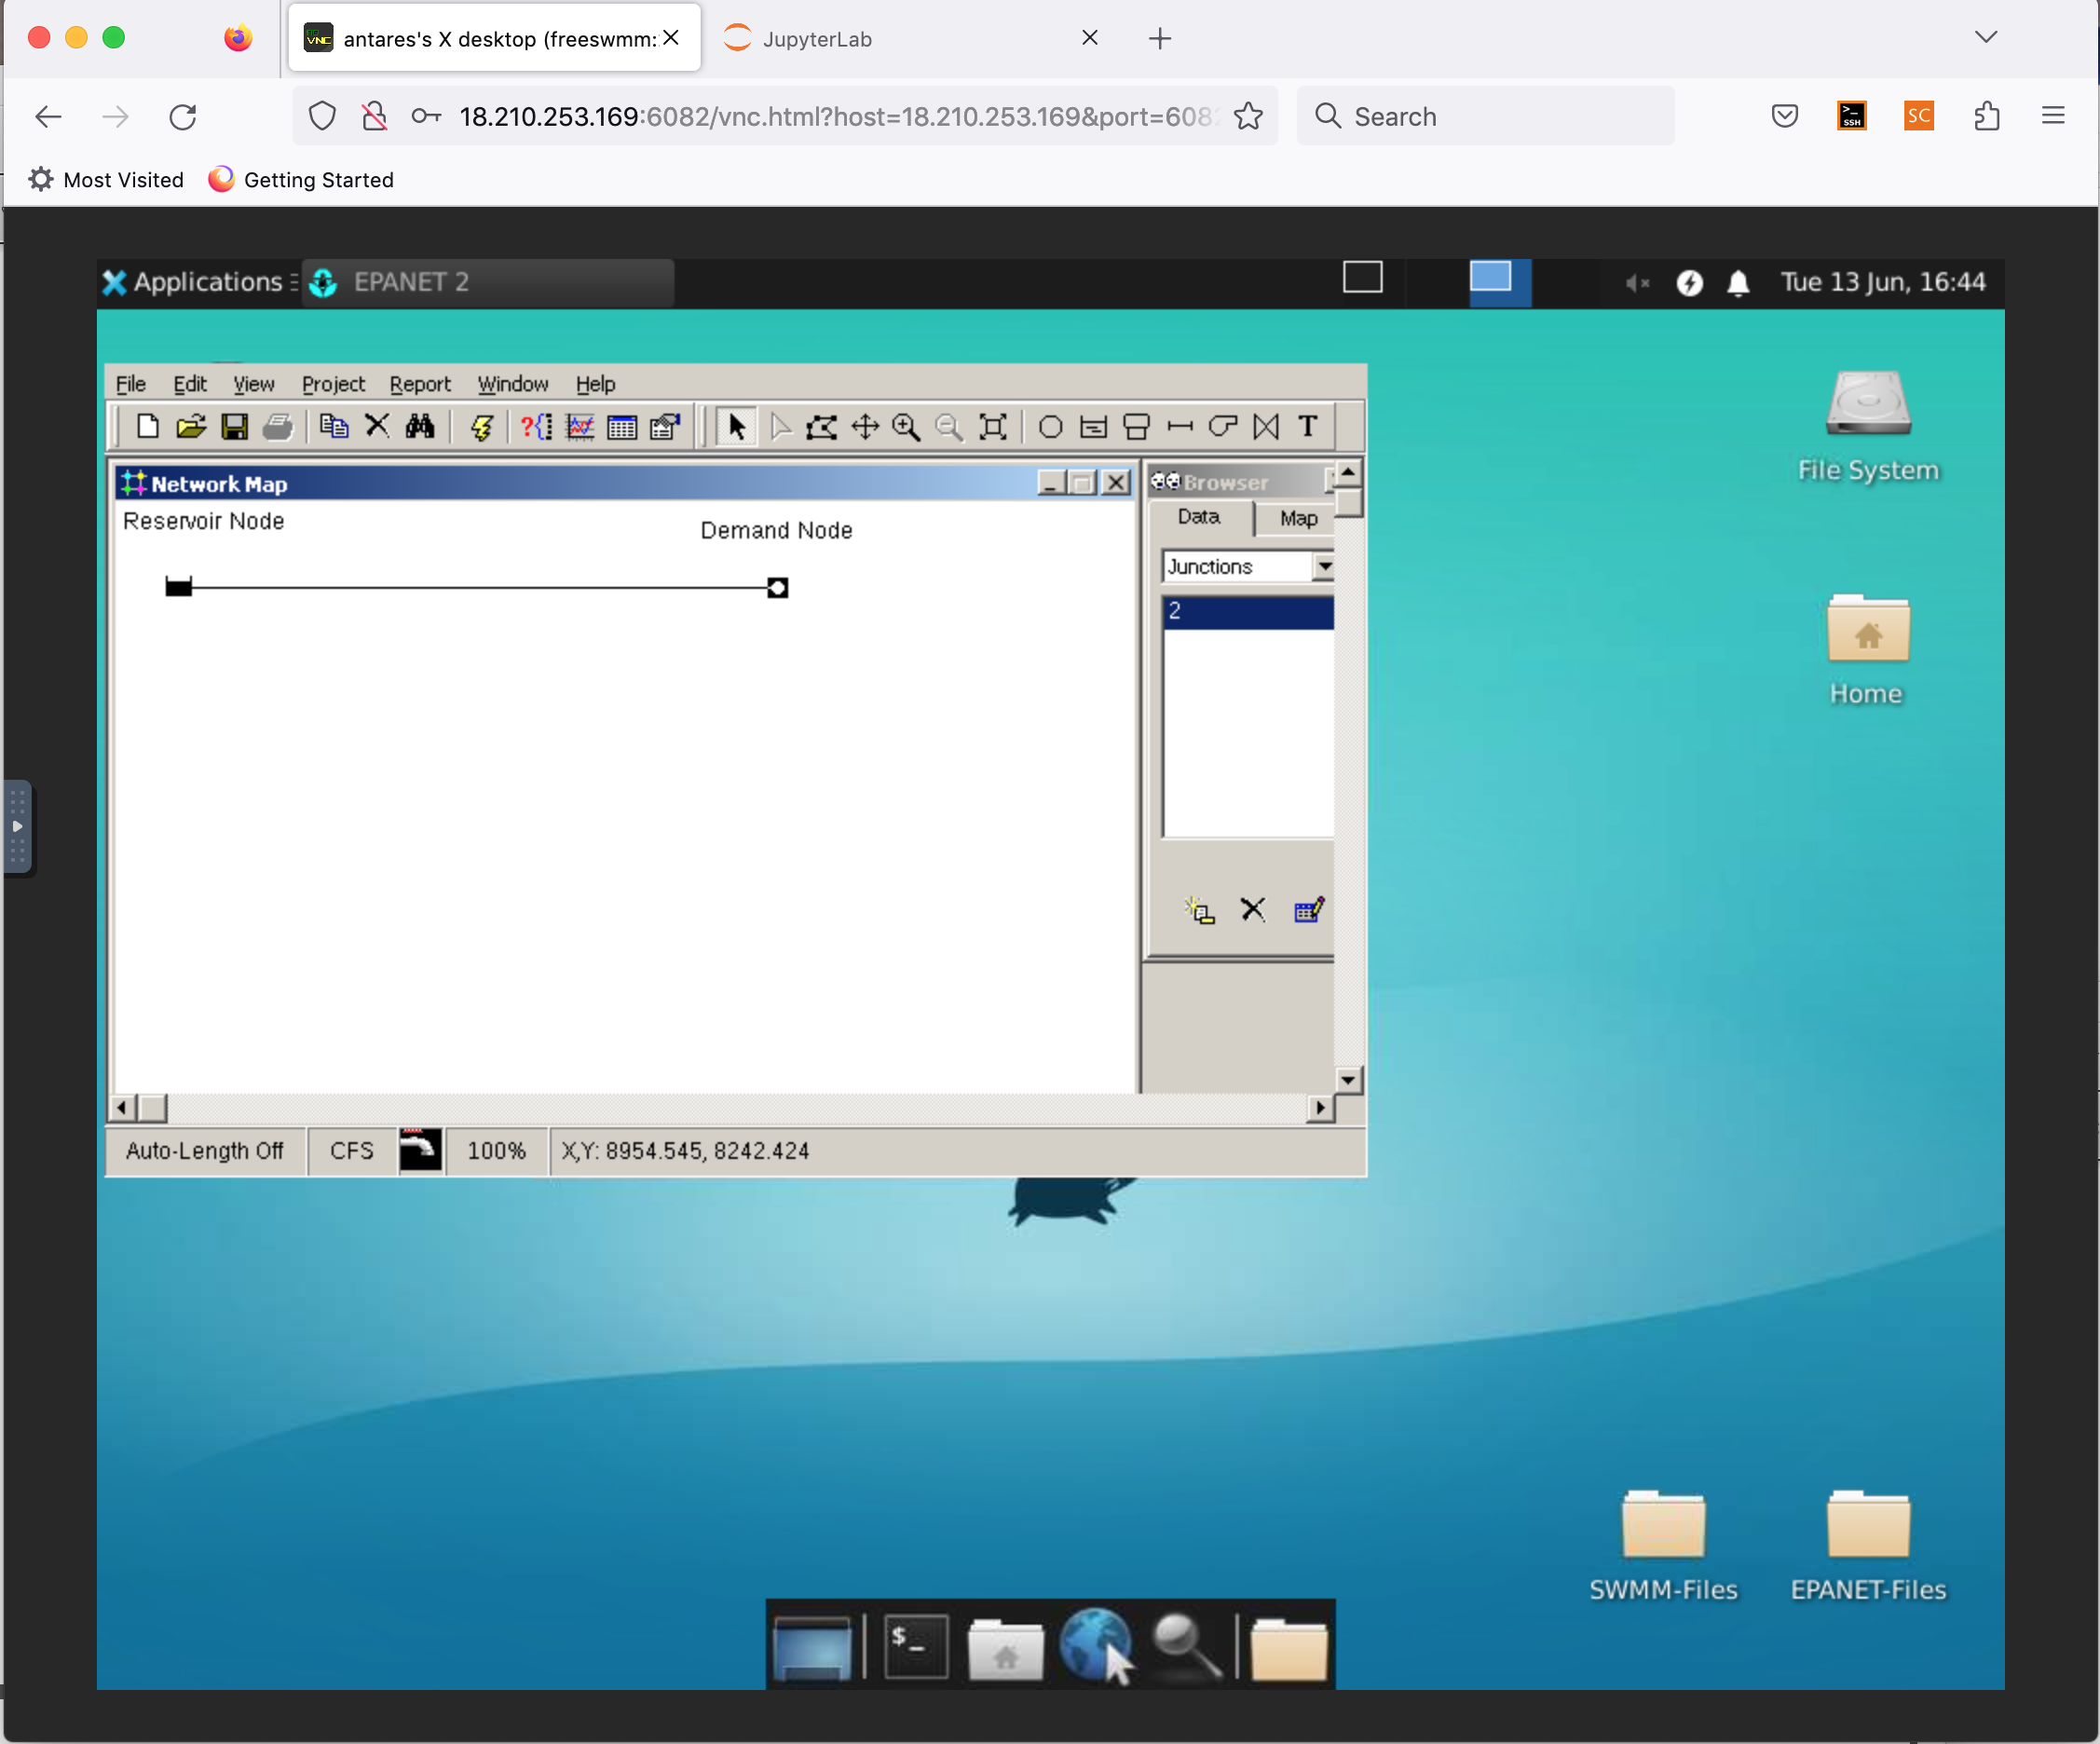 antares's X desktop (freeswmm:
JupyterLab
18.210.253.169:6082/vnc.html?host=18.210.253.169&port=608
Search
SSH
SC
Most Visited
Getting Started
Applications
EPANET 2
Tue 13 Jun, 16:44
File Edit View Project Report Window Help
T
Network Map
Browser
Reservoir Node
Demand Node
Data
Map
Junctions
2
File System
Home
Auto-Length Off
CFS
100%
X,Y: 8954.545, 8242.424
SWMM-Files
EPANET-Files
$_